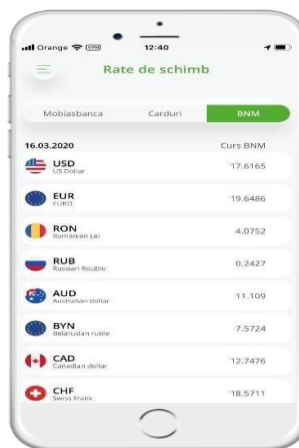 Orange VPN 12:40
Rate de schimb
Mobiasbanca Carduri BNM
16.03.2020 Curs BNM
USD
US Dollar 17.6165
EUR
EURO 19.6486
RON
Romanian Lei 4.0752
RUB
Russian Rouble 0.2427
AUD
Australian dollar 11.109
BYN
Belarusian ruble 7.5724
CAD
Canadian dollar 12.7476
CHF
Swiss Frank 18.5711